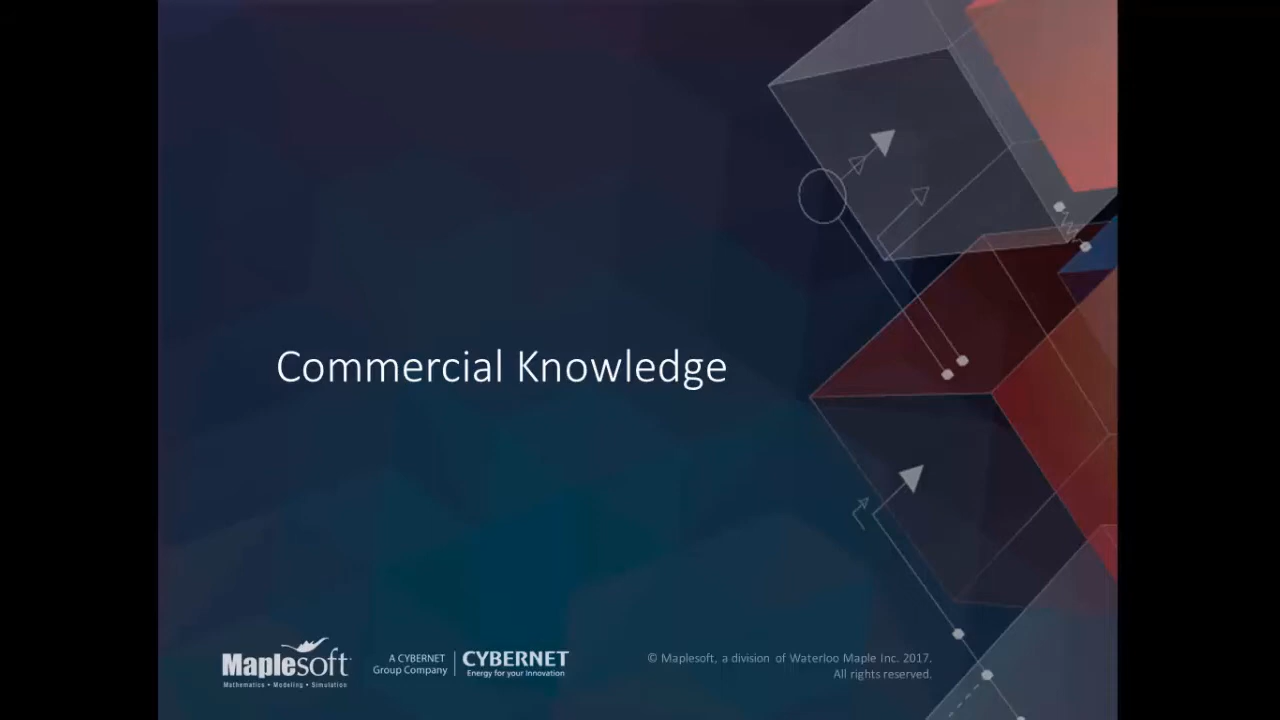 Commercial Knowledge
Maplesoft
Mathematics • Modeling • Simulation
A CYBERNET
Group Company
CYBERNET
Energy for your Innovation
© Maplesoft, a division of Waterloo Maple Inc. 2017.
All rights reserved.